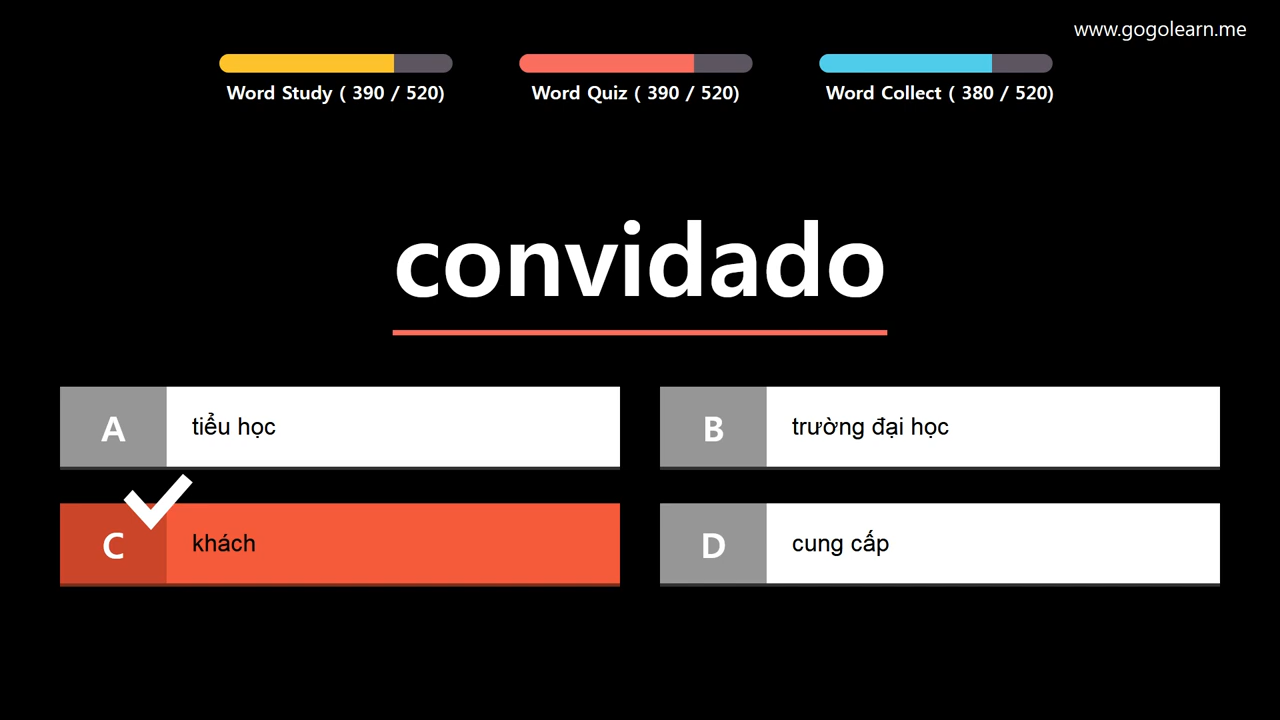 www.gogolearn.me
Word Study ( 390 / 520)
Word Quiz ( 390 / 520)
Word Collect ( 380 / 520)
convidado
A tiểu học
B trường đại học
C khách
D cung cấp